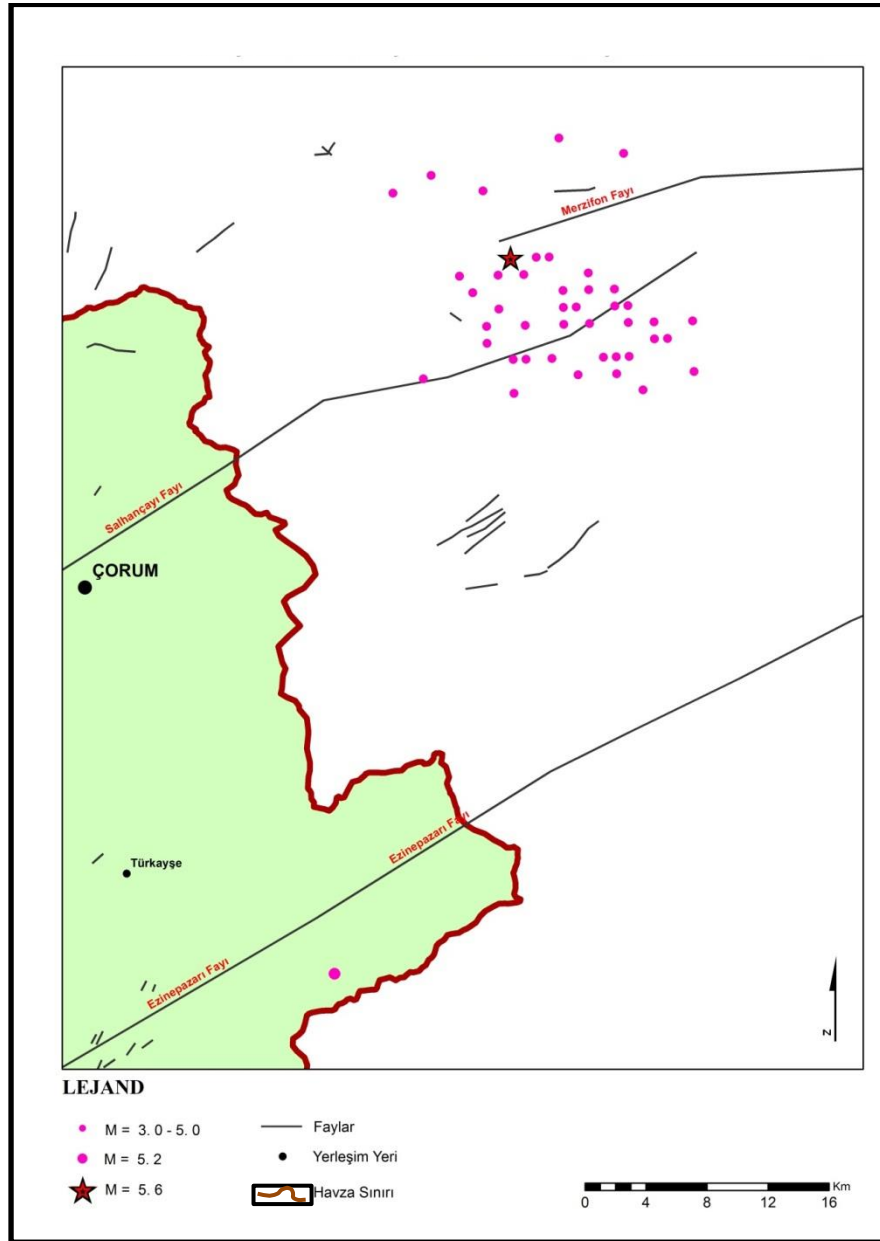 Merzifon Fayı
Salhançayı Fayı
ÇORUM
Ezinepazarı Fayı
Türkayşe
Ezinepazarı Fayı
N
LEJAND
M = 3.0 - 5.0
M = 5.2
M = 5.6
Faylar
Yerleşim Yeri
Havza Sınırı
Km
0 2 4 8 12 16